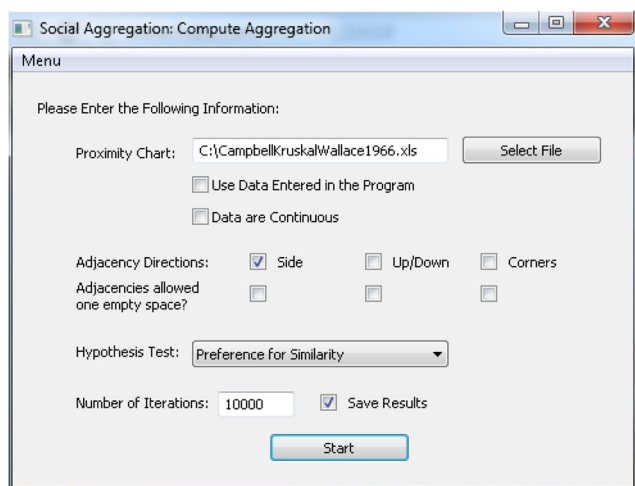 Social Aggregation: Compute Aggregation
Menu
Please Enter the Following Information:
Proximity Chart: C:\CampbellKruskalWallace1966.xls Select File
Use Data Entered in the Program
Data are Continuous
Adjacency Directions: Side Up/Down Corners
Adjacencies allowed
one empty space?
Hypothesis Test: Preference for Similarity
Number of Iterations: 10000 Save Results
Start